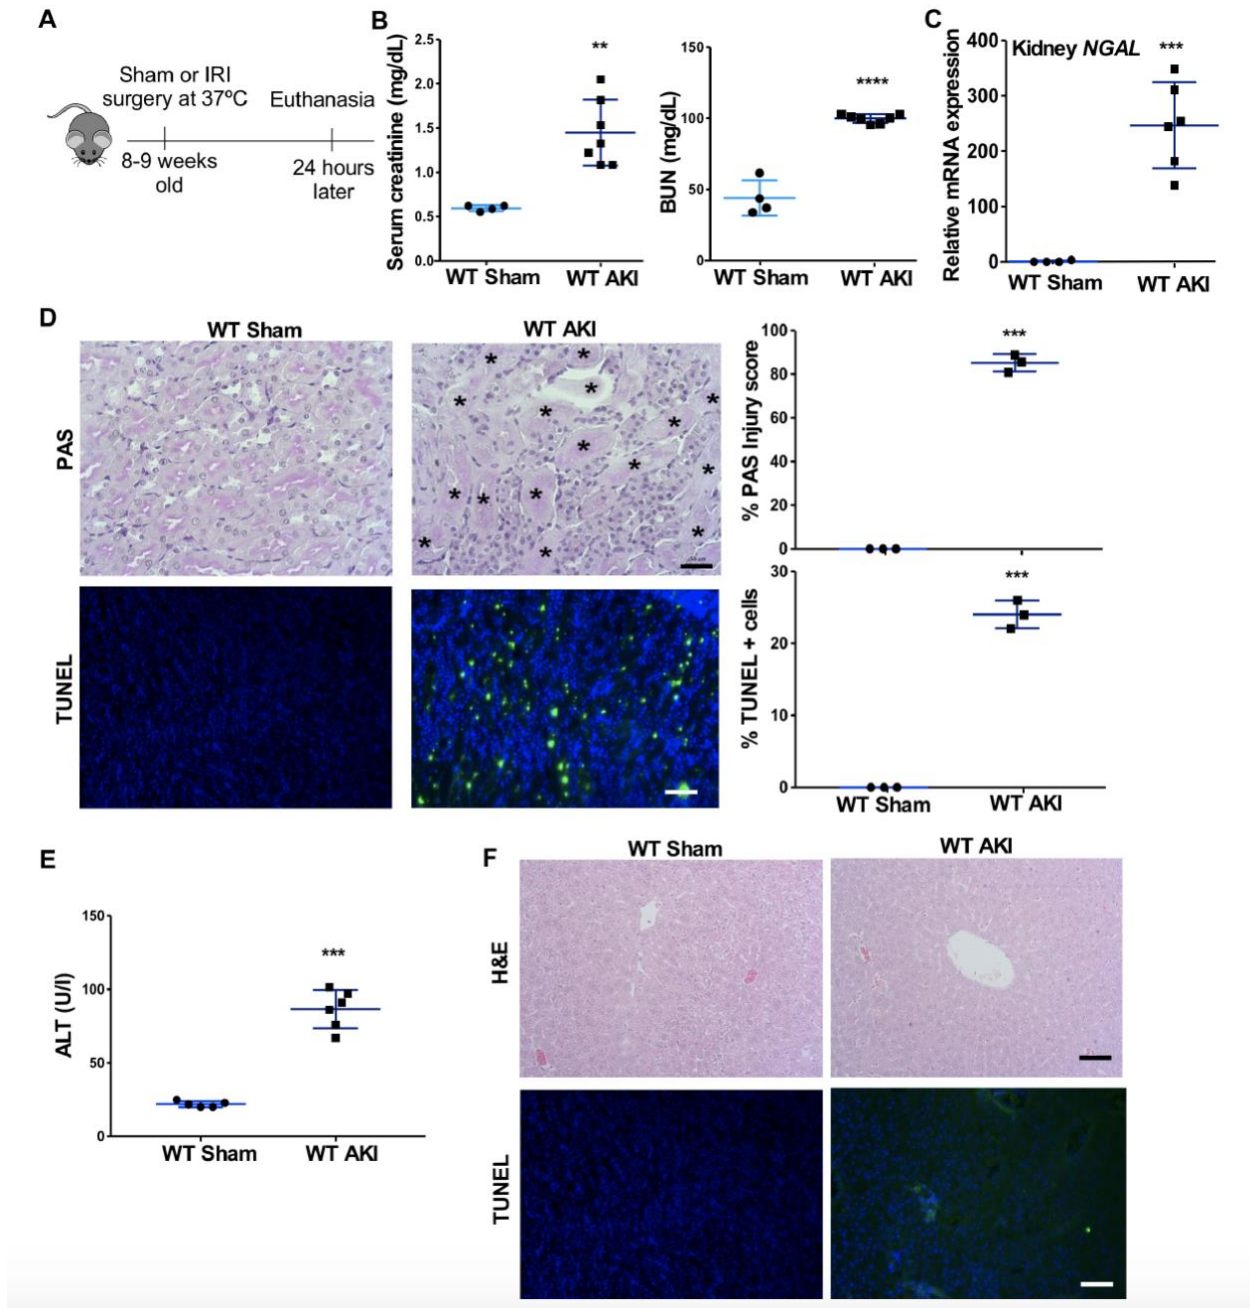 A
Sham or IRI
surgery at 37ºC
Euthanasia
8-9 weeks
old
24 hours
later
B
Serum creatinine (mg/dL)
2.5
2.0
1.5
1.0
0.5
0.0
**
WT Sham
WT AKI
BUN (mg/dL)
150
100
50
0
****
WT Sham
WT AKI
C
Relative mRNA expression
400
300
200
100
0
Kidney NGAL
***
WT Sham
WT AKI
D
WT Sham
WT AKI
PAS
* * * * * * * * * * * * * * * *
TUNEL
% PAS Injury score
100
80
60
40
20
0
***
% TUNEL + cells
30
20
10
0
***
WT Sham
WT AKI
E
ALT (U/l)
150
100
50
0
***
WT Sham
WT AKI
F
WT Sham
WT AKI
H&E
TUNEL